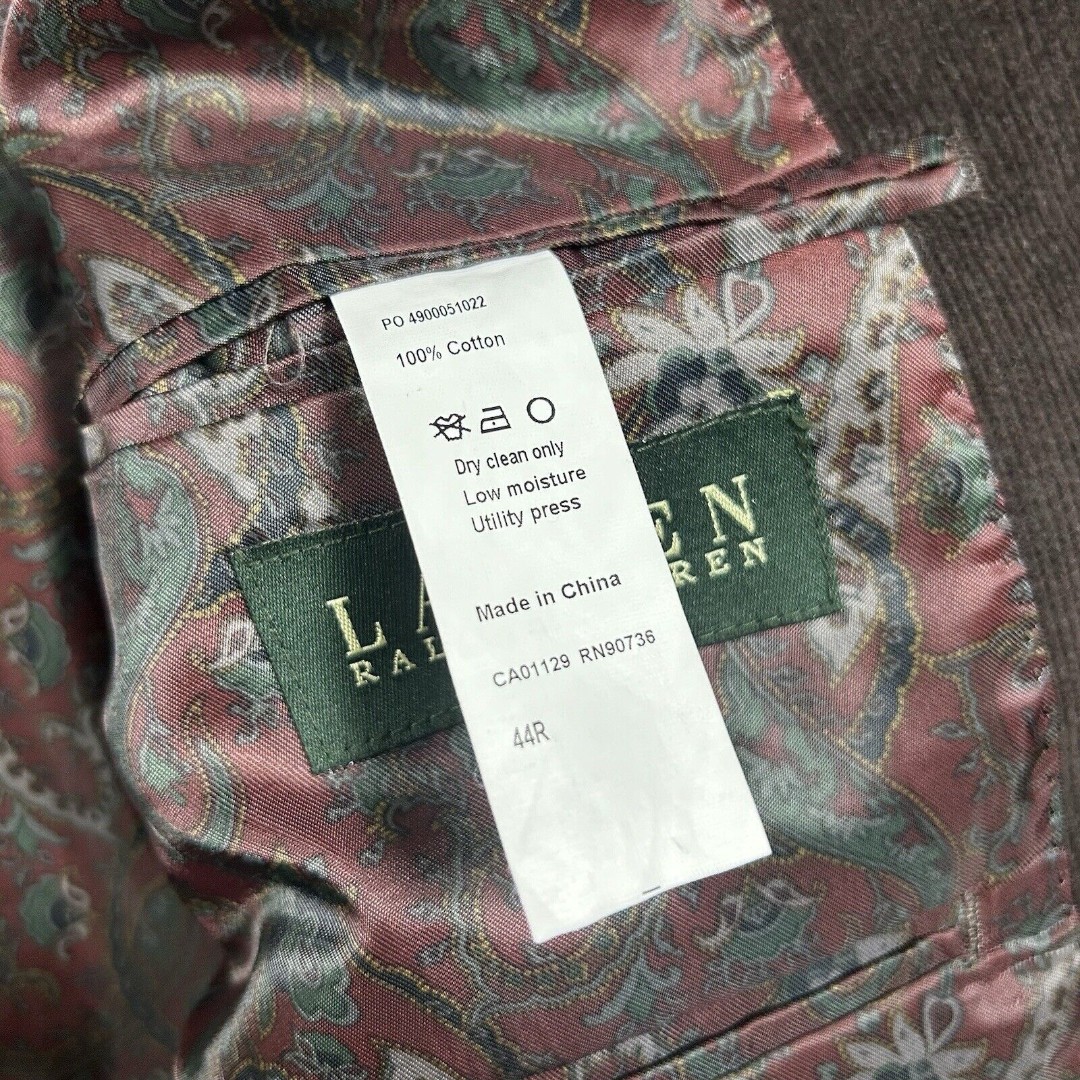 PO 4900051022
100% Cotton
Dry clean only
Low moisture
Utility press
Made in China
CA01129 RN90736
44R
LA EN
RAL REN